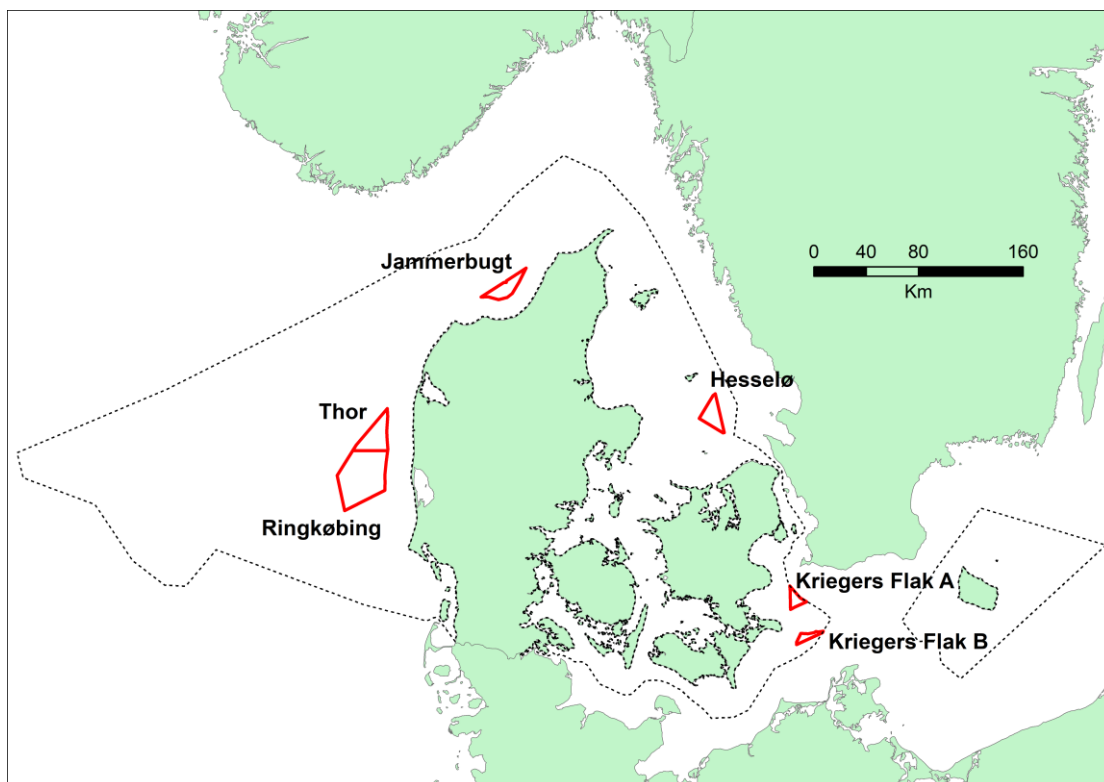 Jammerbugt
0 40 80 160
Km
Hesselø
Thor
Ringkøbing
Kriegers Flak A
Kriegers Flak B